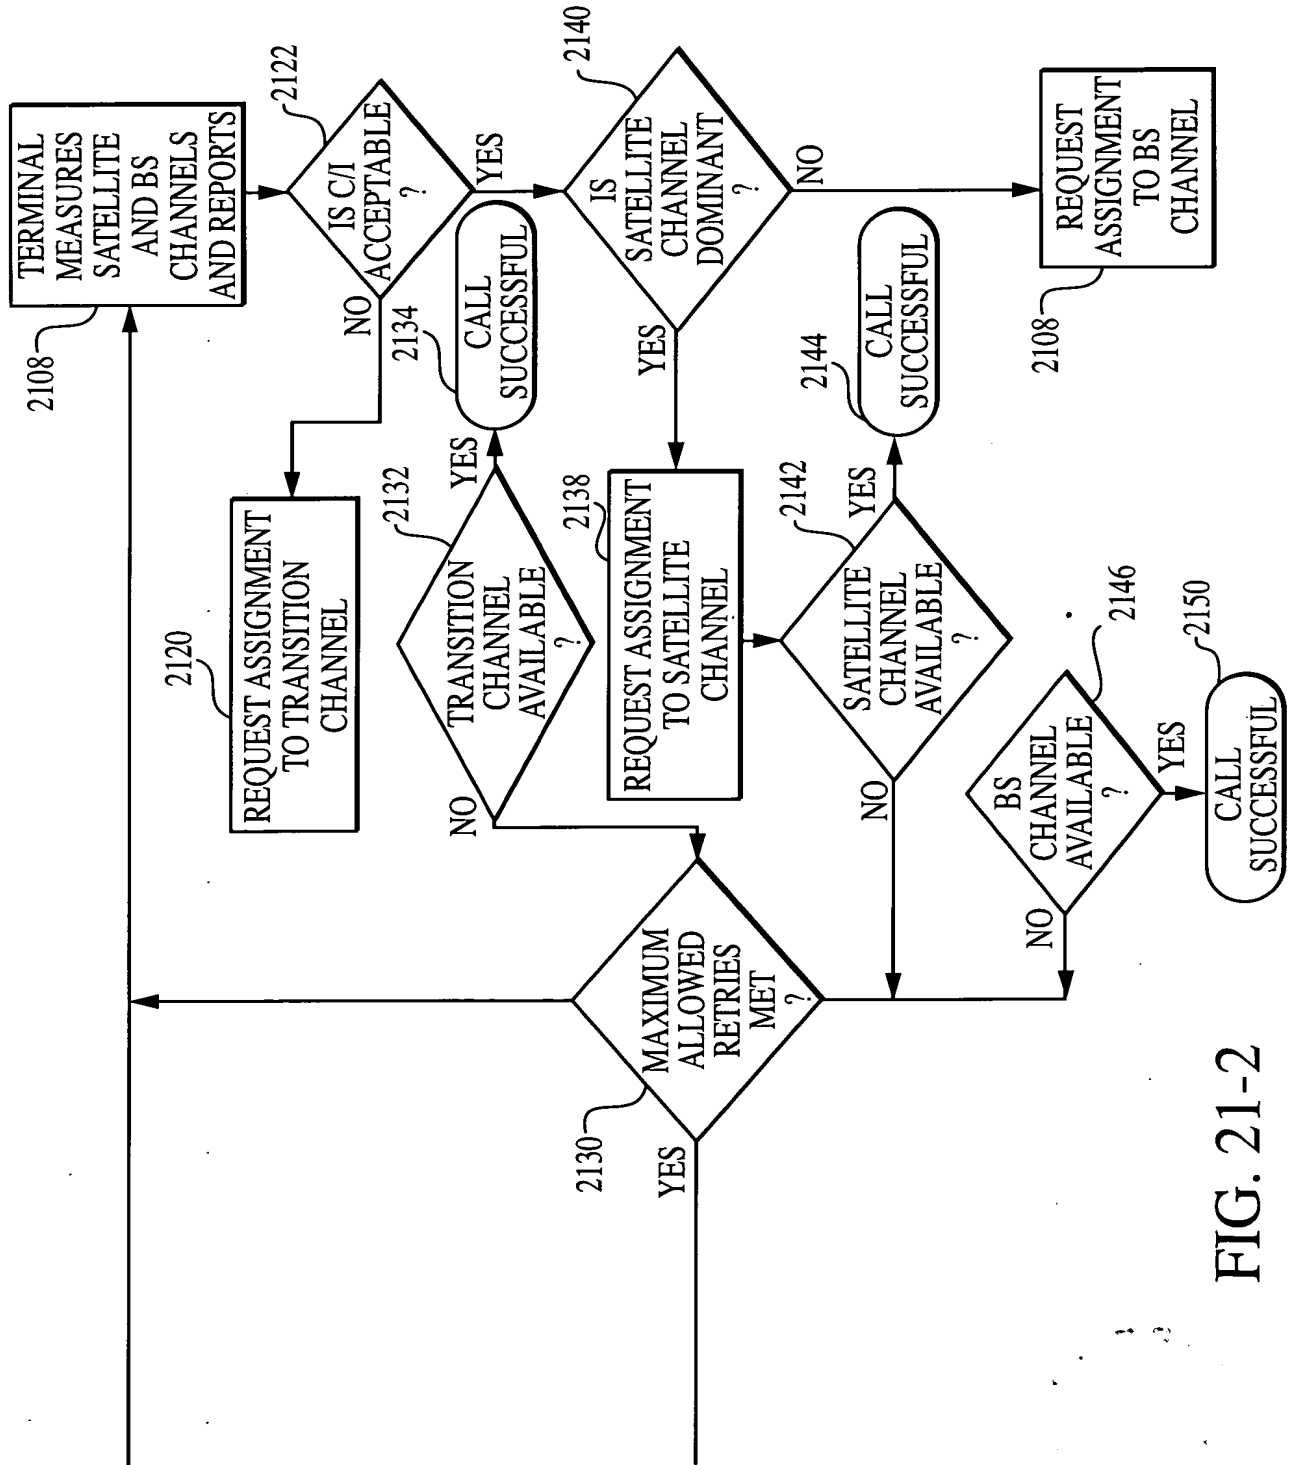 TERMINAL
MEASURES
SATELLITE
AND BS
CHANNELS
AND REPORTS
2108
IS C/I
ACCEPTABLE
?
2122
NO
YES
REQUEST ASSIGNMENT
TO TRANSITION
CHANNEL
2120
TRANSITION
CHANNEL
AVAILABLE
?
2132
YES
NO
CALL
SUCCESSFUL
2134
IS
SATELLITE
CHANNEL
DOMINANT
?
2140
YES
NO
REQUEST ASSIGNMENT
TO SATELLITE
CHANNEL
2138
SATELLITE
CHANNEL
AVAILABLE
?
2142
YES
NO
CALL
SUCCESSFUL
2144
REQUEST
ASSIGNMENT
TO BS
CHANNEL
2108
BS
CHANNEL
AVAILABLE
?
2146
YES
NO
CALL
SUCCESSFUL
2150
MAXIMUM
ALLOWED
RETRIES
MET
?
2130
YES
FIG. 21-2